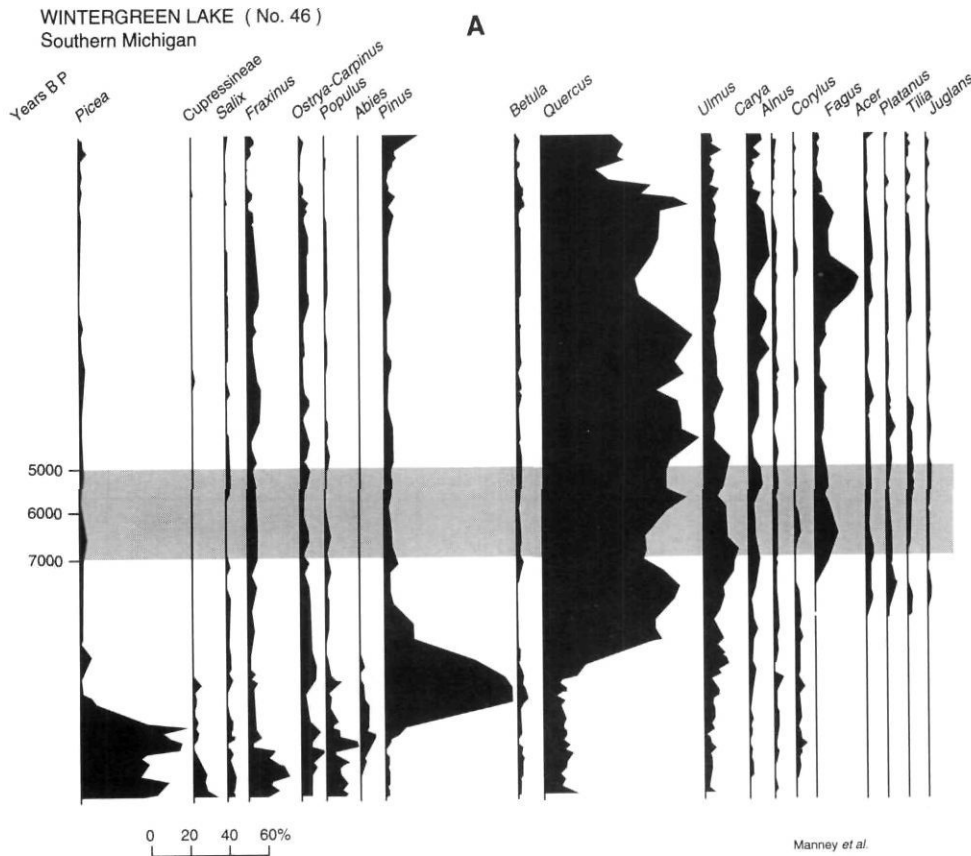 WINTERGREEN LAKE ( No. 46 )
A
Southern Michigan
Years B P
Picea
Cupressineae
Salix
Fraxinus
Ostrya-Carpinus
Populus
Abies
Pinus
Betula
Quercus
Ulmus
Carya
Alnus
Corylus
Fagus
Acer
Platanus
Tilia
Juglans
5000
6000
7000
0 20 40 60%
Manney et al.